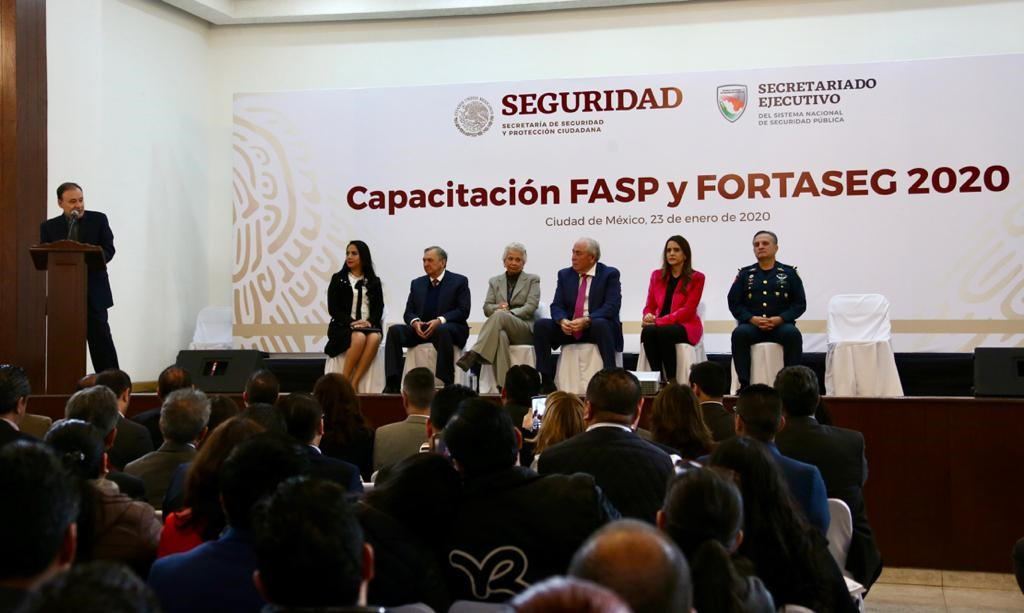 SEGURIDAD
SECRETARÍA DE SEGURIDAD
Y PROTECCIÓN CIUDADANA
SECRETARIADO
EJECUTIVO
DEL SISTEMA NACIONAL
DE SEGURIDAD PÚBLICA
Capacitación FASP y FORTASEG 2020
Ciudad de México, 23 de enero de 2020